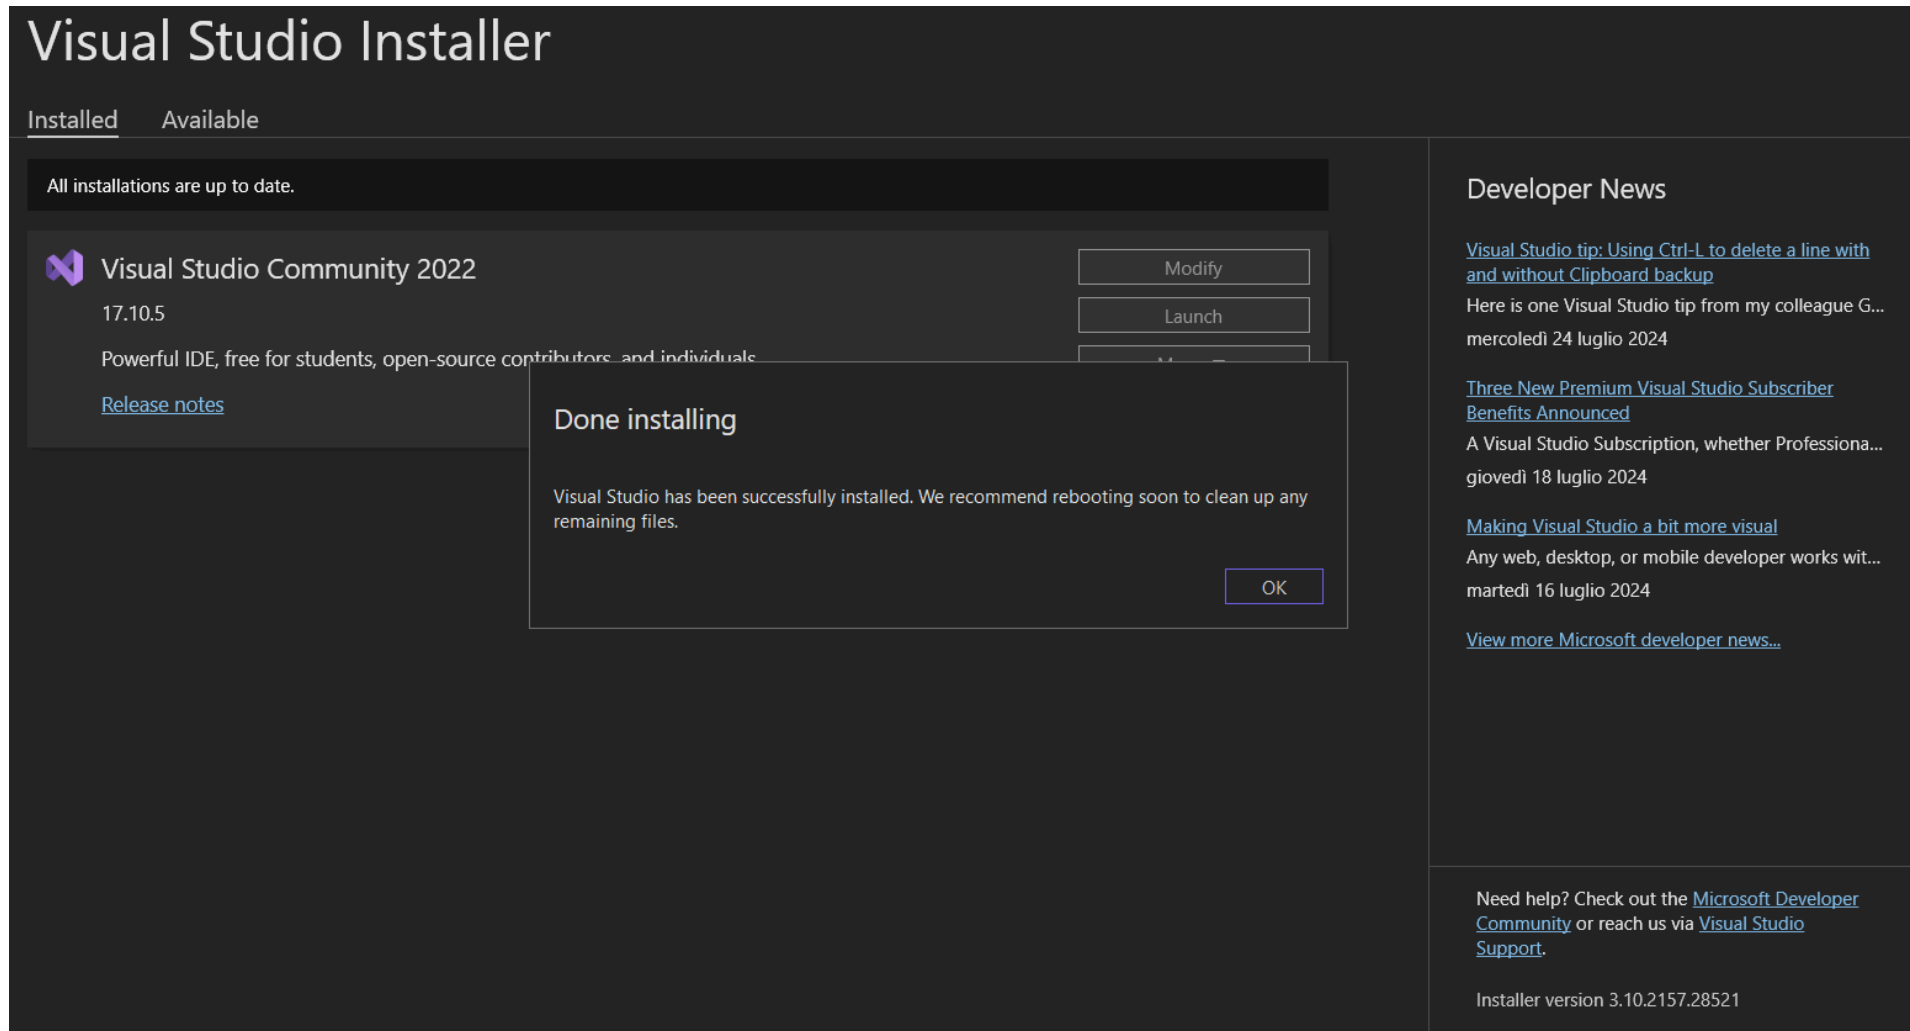 Visual Studio Installer
Installed
Available
All installations are up to date.
Visual Studio Community 2022
17.10.5
Powerful IDE, free for students, open-source contributors, and individuals
Release notes
Modify
Launch
Done installing
Visual Studio has been successfully installed. We recommend rebooting soon to clean up any
remaining files.
OK
Developer News
Visual Studio tip: Using Ctrl-L to delete a line with
and without Clipboard backup
Here is one Visual Studio tip from my colleague G...
mercoledì 24 luglio 2024
Three New Premium Visual Studio Subscriber
Benefits Announced
A Visual Studio Subscription, whether Professiona...
giovedì 18 luglio 2024
Making Visual Studio a bit more visual
Any web, desktop, or mobile developer works wit...
martedì 16 luglio 2024
View more Microsoft developer news...
Need help? Check out the Microsoft Developer
Community or reach us via Visual Studio
Support.
Installer version 3.10.2157.28521